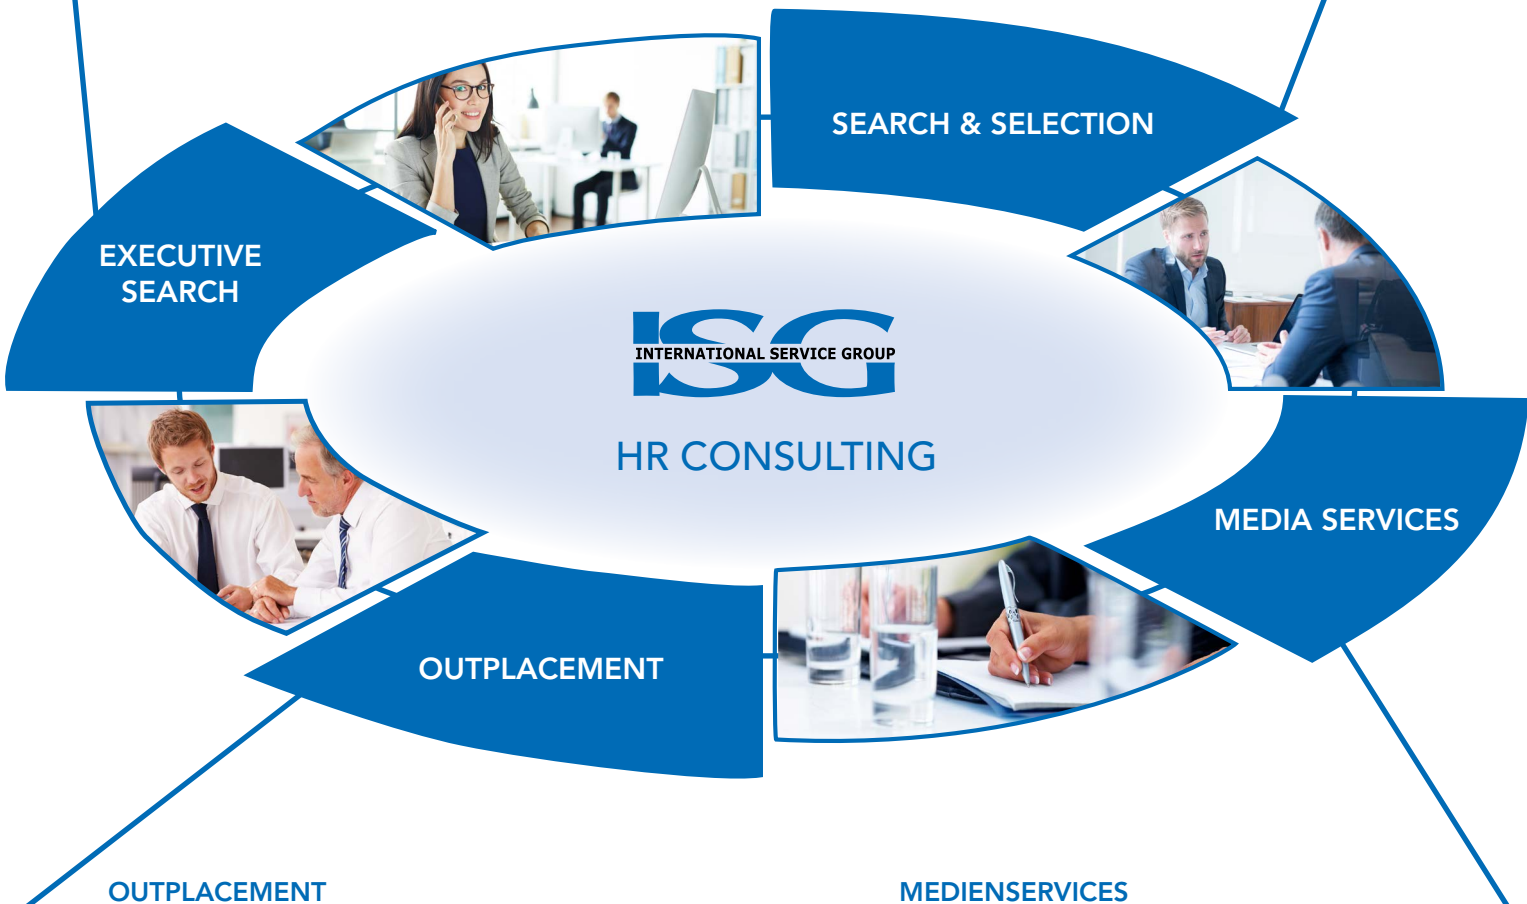 SEARCH & SELECTION
EXECUTIVE
SEARCH
ISG
INTERNATIONAL SERVICE GROUP
HR CONSULTING
MEDIA SERVICES
OUTPLACEMENT
OUTPLACEMENT
MEDIENSERVICES